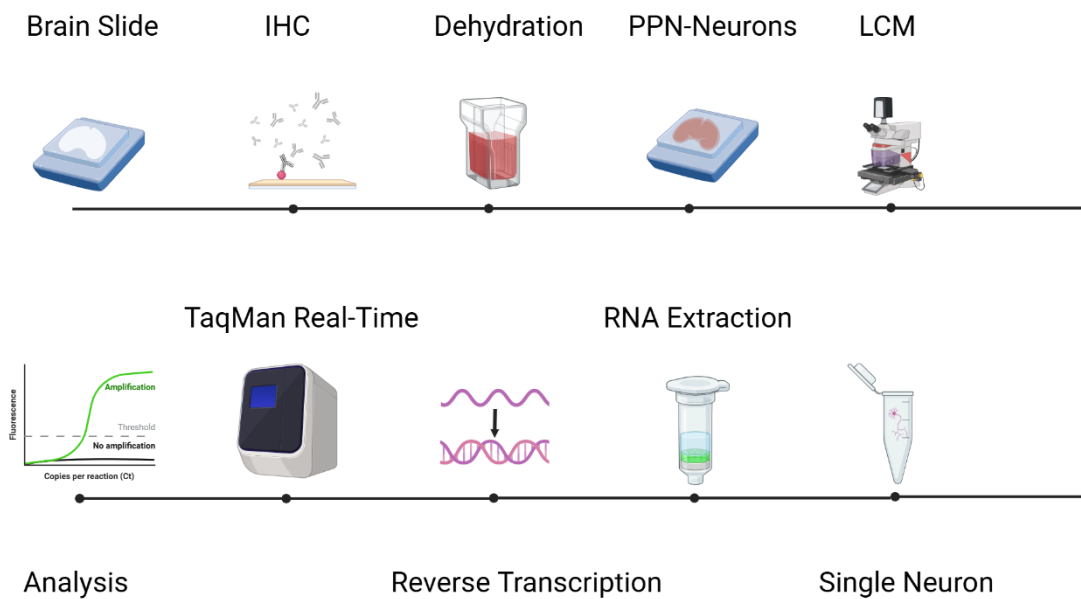 Brain Slide
IHC
Dehydration
PPN-Neurons
LCM
TaqMan Real-Time
RNA Extraction
Fluorescence
Amplification
Threshold
No amplification
Copies per reaction (Ct)
Analysis
Reverse Transcription
Single Neuron